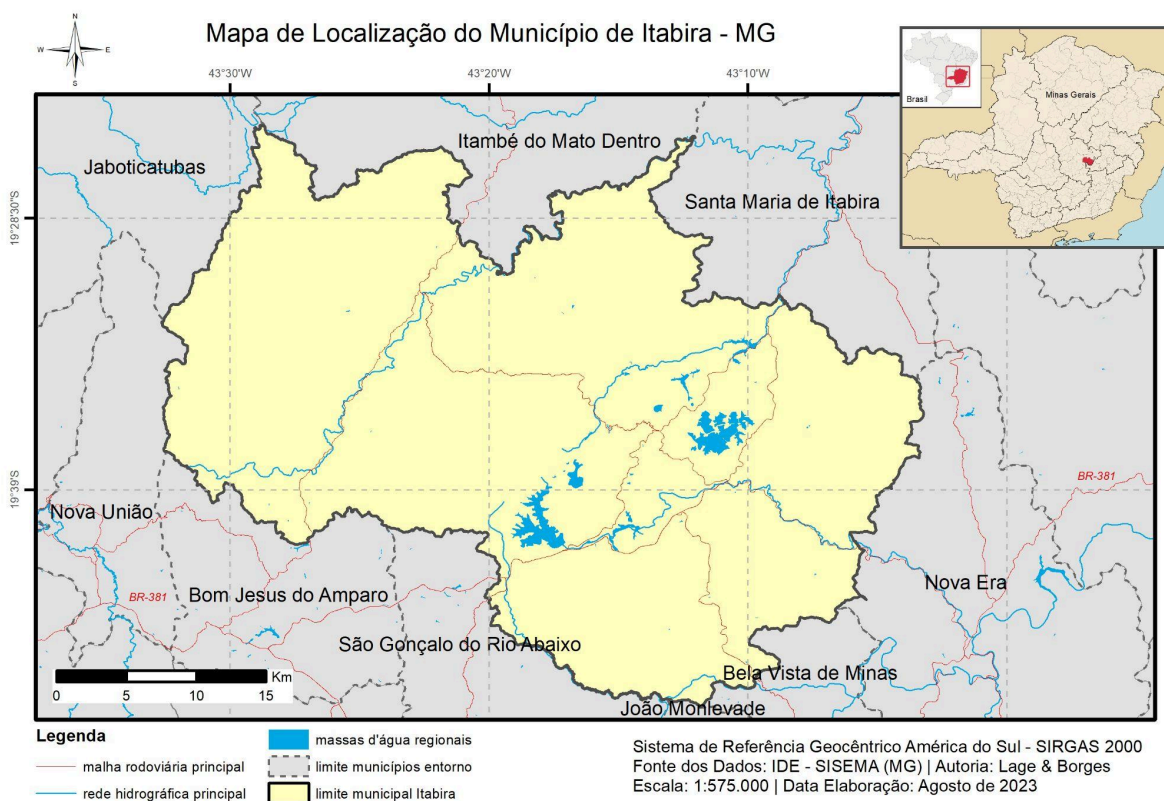 Mapa de Localização do Município de Itabira - MG
N
W
E
S
43°30'W
43°20'W
43°10'W
Brasil
Minas Gerais
Itambé do Mato Dentro
Jaboticatubas
Santa Maria de Itabira
19°28'30"S
19°39'S
BR-381
Nova União
Nova Era
Bom Jesus do Amparo
BR-381
São Gonçalo do Rio Abaixo
Bela Vista de Minas
João Monlevade
Km
0 5 10 15
Legenda
malha rodoviária principal
rede hidrográfica principal
massas d'água regionais
limite municípios entorno
limite municipal Itabira
Sistema de Referência Geocêntrico América do Sul - SIRGAS 2000
Fonte dos Dados: IDE - SISEMA (MG) | Autoria: Lage & Borges
Escala: 1:575.000 | Data Elaboração: Agosto de 2023